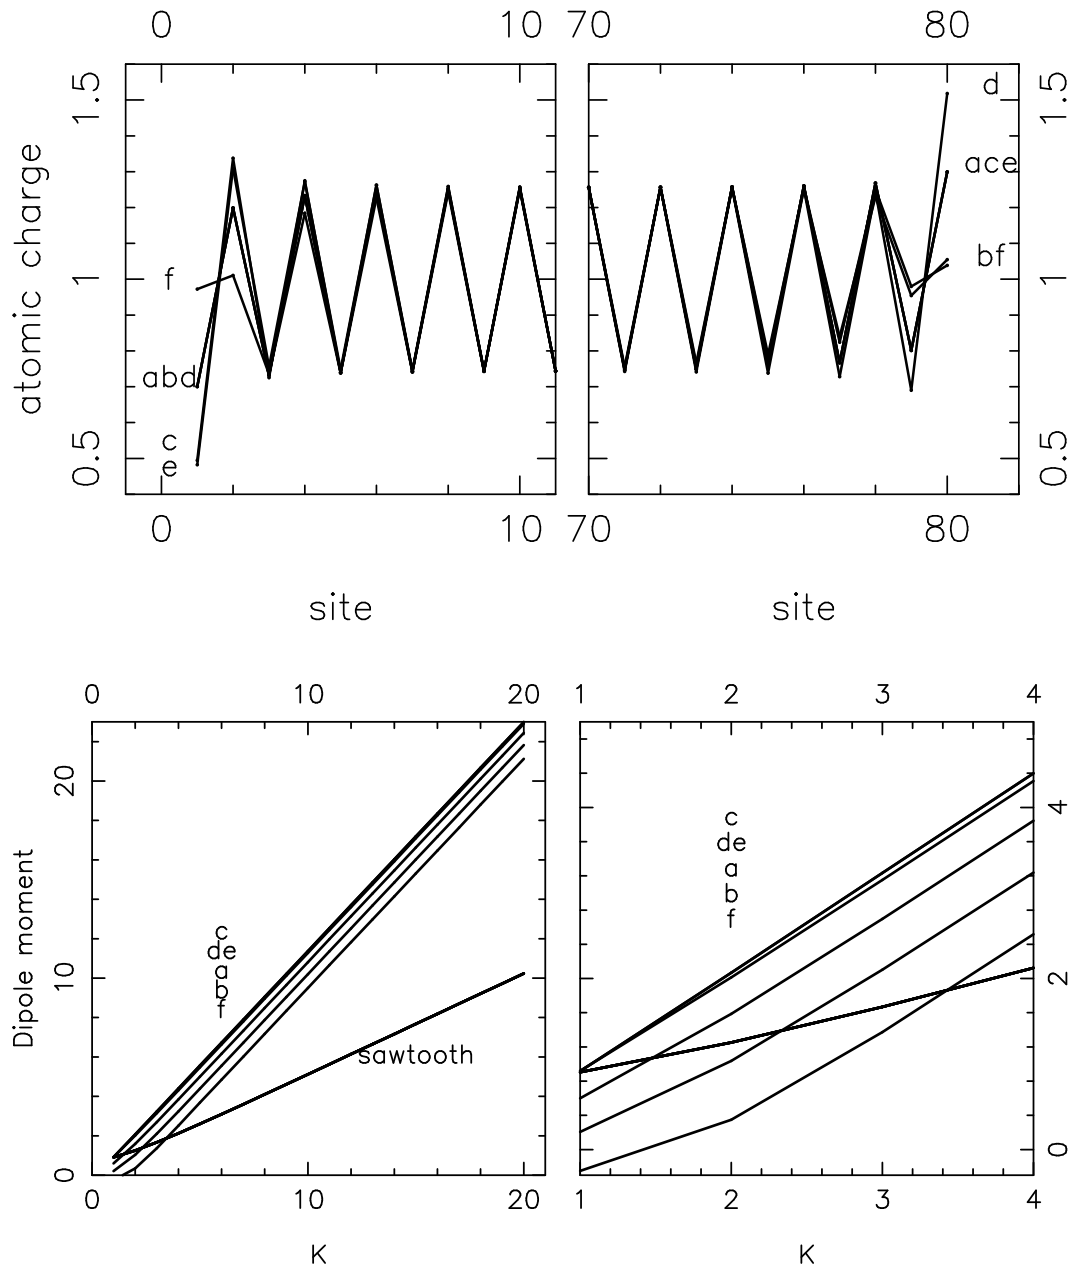 0 10 70 80
1.5 1.5
d
ace
atomic charge
f 1 bf 1
abd
c
e
0.5 0.5
0 10 70 80
site site
0 10 20 1 2 3 4
20
c
de
a
b
f
4
Dipole moment
c
de
a
b
f
10 2
sawtooth
0 0
0 10 20 1 2 3 4
K K